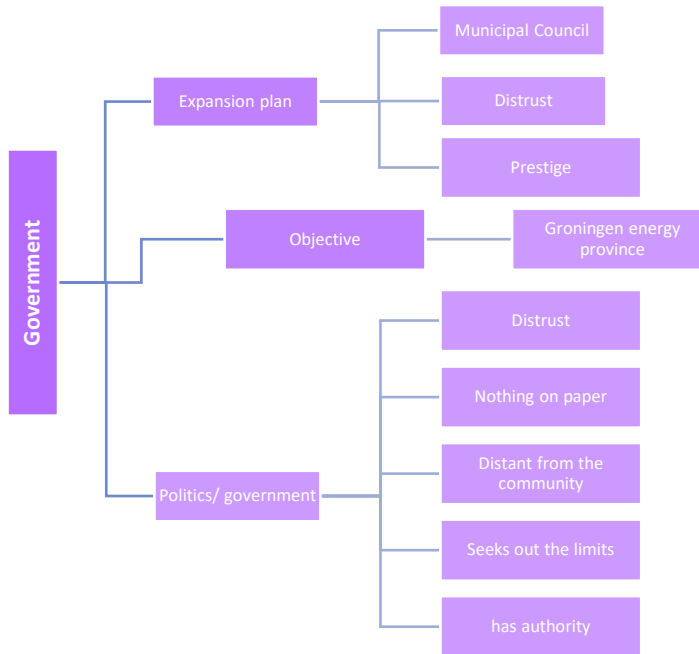 Government
Expansion plan
Municipal Council
Distrust
Prestige
Objective
Groningen energy
province
Politics/ government
Distrust
Nothing on paper
Distant from the
community
Seeks out the limits
has authority